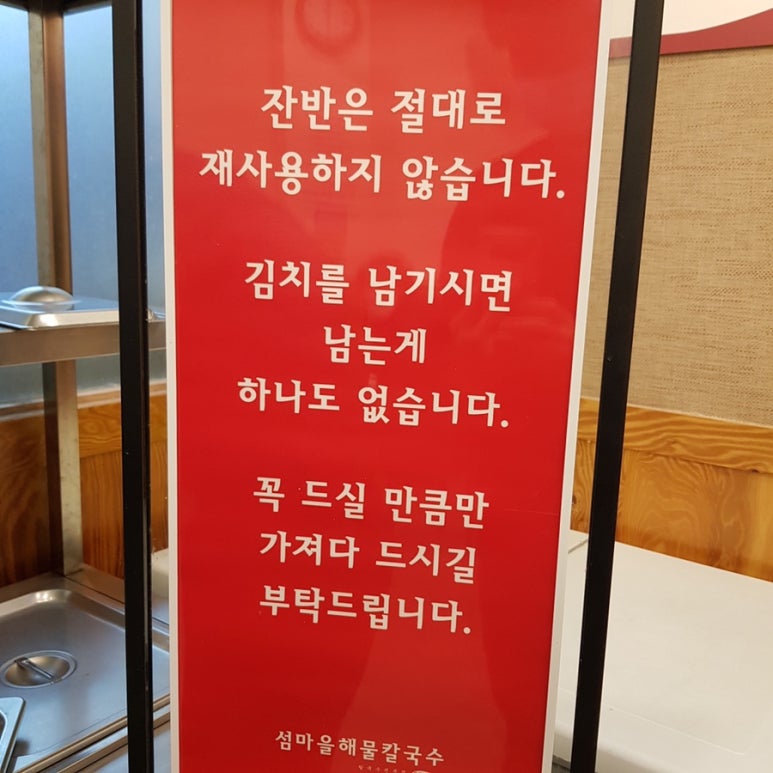 잔반은 절대로
재사용하지 않습니다.
김치를 남기시면
남는게
하나도 없습니다.
꼭 드실 만큼만
가져다 드시길
부탁드립니다.
섬마을해물칼국수